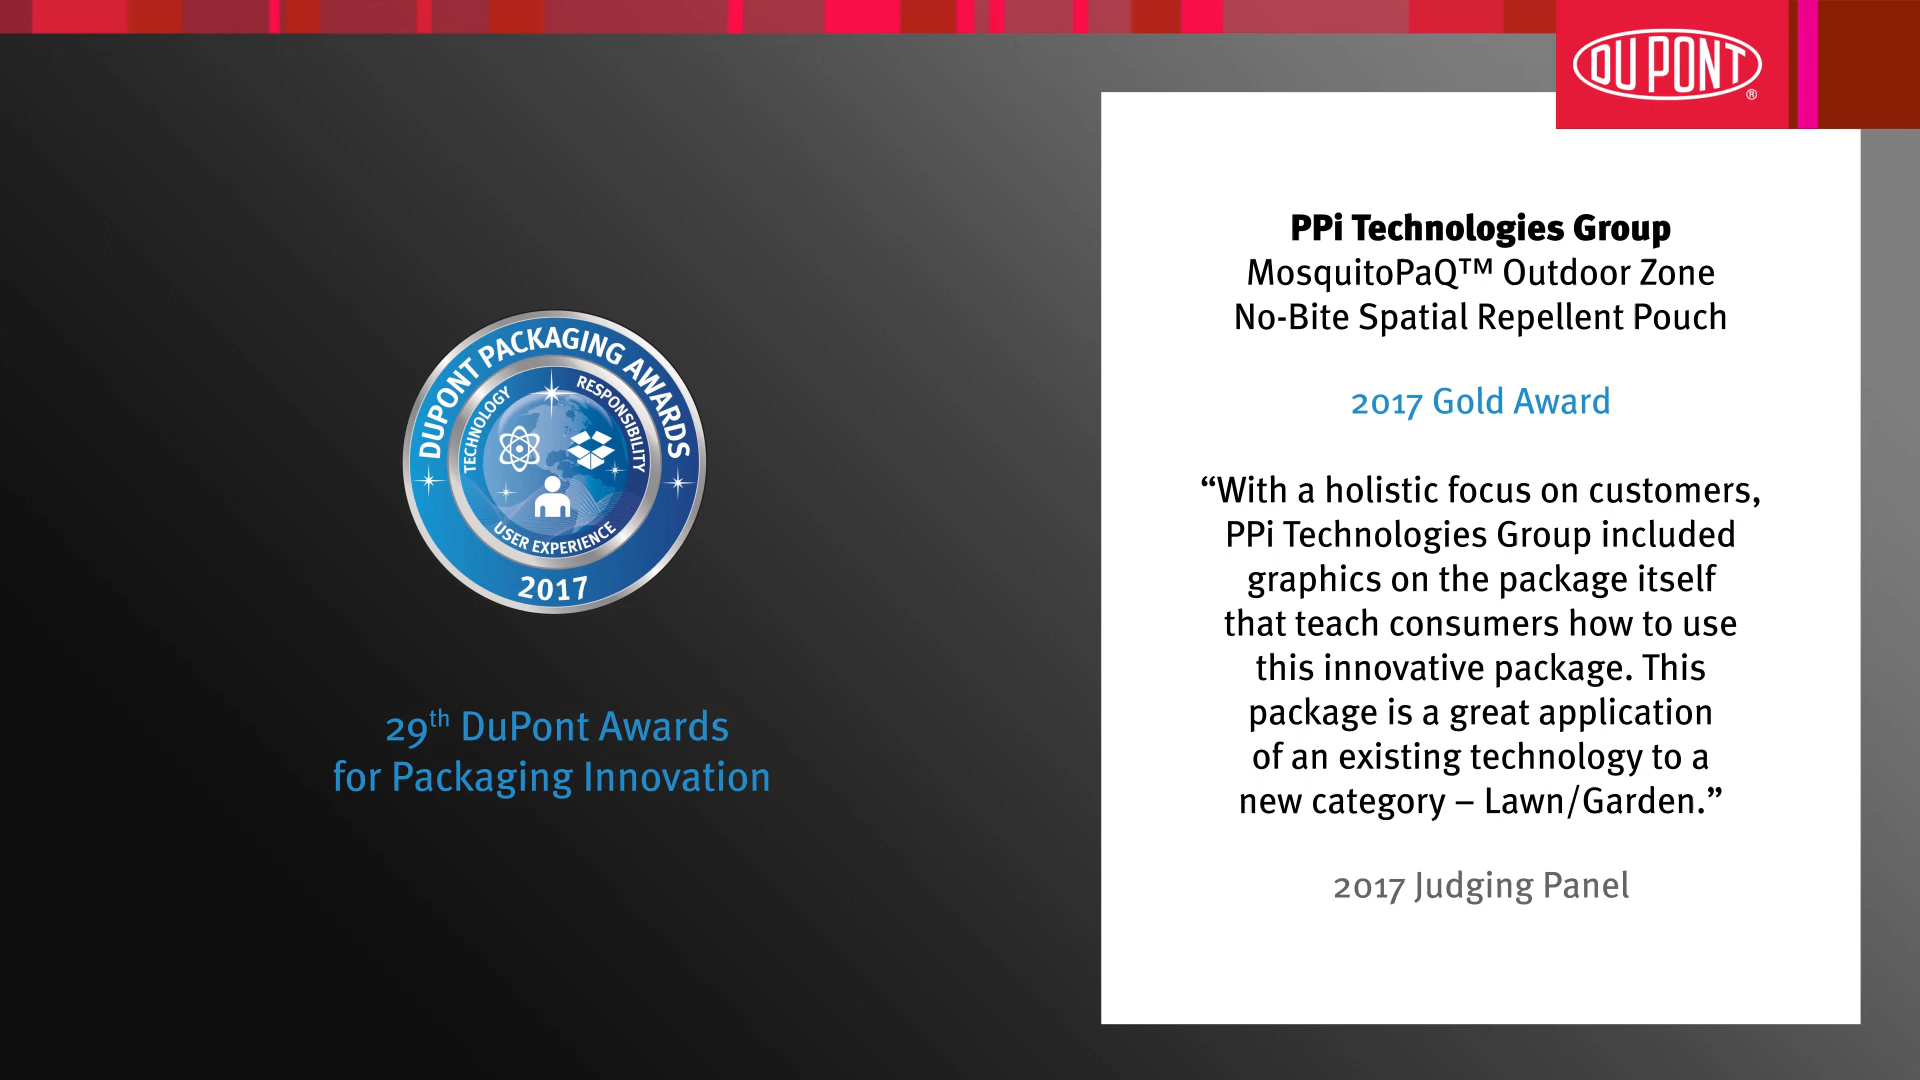 DU PONT®
DUPONT PACKAGING AWARDS
TECHNOLOGY
RESPONSIBILITY
USER EXPERIENCE
2017
29th DuPont Awards
for Packaging Innovation
PPi Technologies Group
MosquitoPaQ™ Outdoor Zone
No-Bite Spatial Repellent Pouch
2017 Gold Award
“With a holistic focus on customers,
PPi Technologies Group included
graphics on the package itself
that teach consumers how to use
this innovative package. This
package is a great application
of an existing technology to a
new category – Lawn/Garden.”
2017 Judging Panel